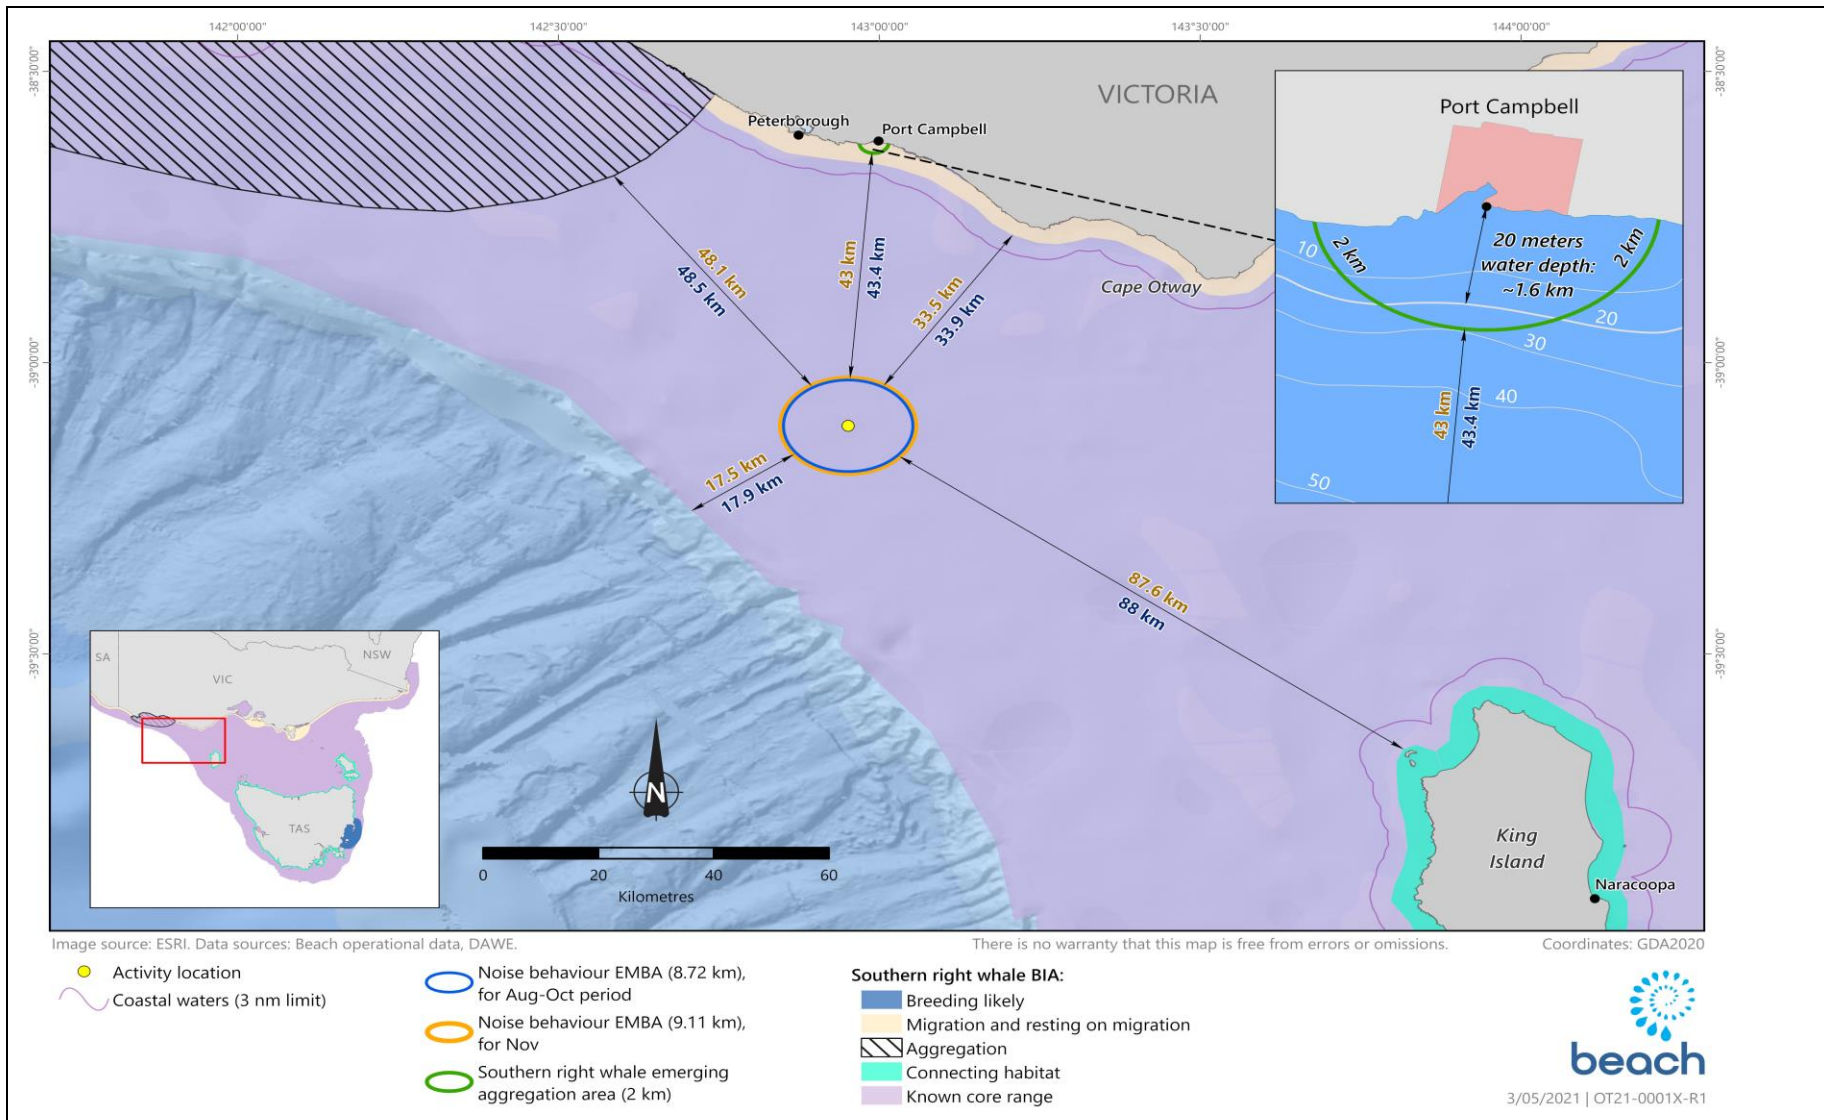 142°00'00"
142°30'00"
143°00'00"
143°30'00"
144°00'00"
-38°30'00"
-38°30'00"
-39°00'00"
-39°00'00"
-39°30'00"
-39°30'00"
VICTORIA
Peterborough
Port Campbell
Cape Otway
48.1 km
48.5 km
43 km
43.4 km
33.5 km
33.9 km
17.5 km
17.9 km
87.6 km
88 km
Port Campbell
2 km
2 km
20 meters
water depth:
~1.6 km
10
20
30
40
50
43 km
43.4 km
SA
VIC
NSW
TAS
N
0
20
40
60
Kilometres
King
Island
Naracoopa
Image source: ESRI. Data sources: Beach operational data, DAWE.
There is no warranty that this map is free from errors or omissions.
Coordinates: GDA2020
Activity location
Coastal waters (3 nm limit)
Noise behaviour EMBA (8.72 km),
for Aug-Oct period
Noise behaviour EMBA (9.11 km),
for Nov
Southern right whale emerging
aggregation area (2 km)
Southern right whale BIA:
Breeding likely
Migration and resting on migration
Aggregation
Connecting habitat
Known core range
beach
3/05/2021 | OT21-0001X-R1